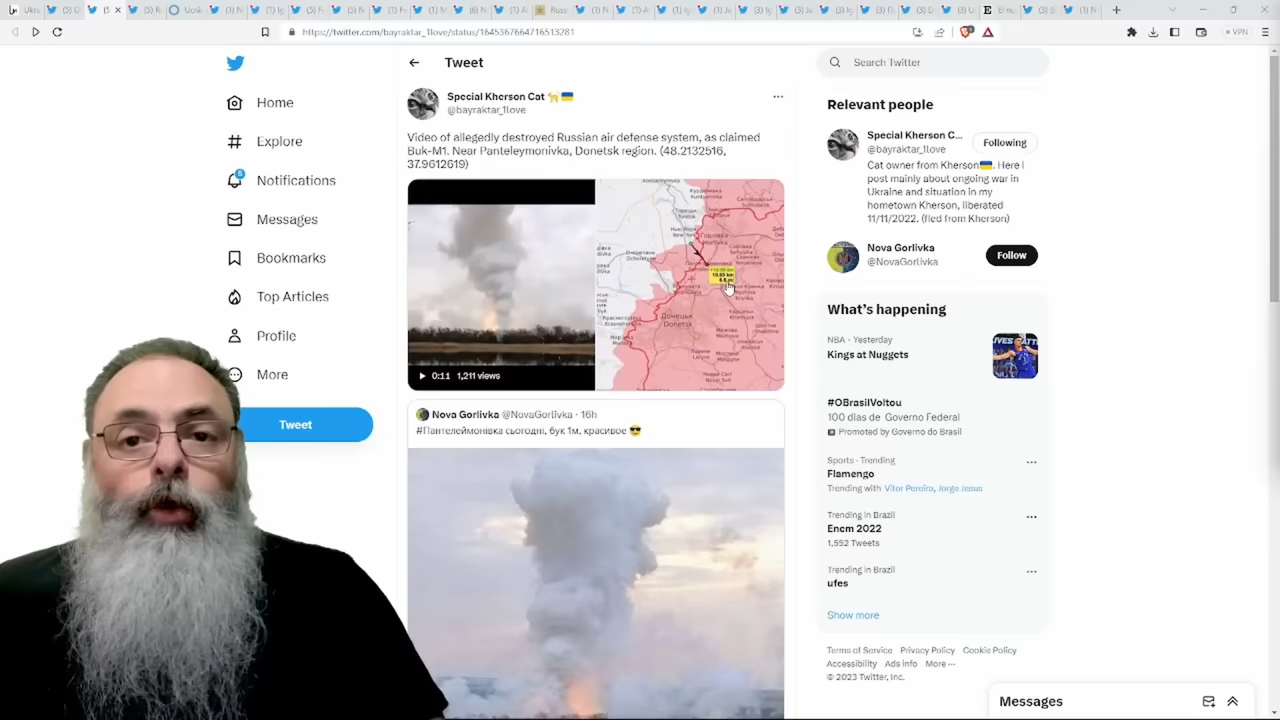 https://twitter.com/bayraktar_1love/status/1645367664716513281
VPN
Home
Explore
6
Notifications
Messages
Bookmarks
Top Articles
Profile
More
Tweet
Tweet
Special Kherson Cat
@bayraktar_1love
Video of allegedly destroyed Russian air defense system, as claimed
Buk-M1. Near Panteleymonivka, Donetsk region. (48.2132516,
37.9612619)
Донецьк
Donetsk
0:11 1,211 views
Nova Gorlivka @NovaGorlivka · 16h
#Пантелеймонівка сьогодні, бук 1м, красивое 😎
Search Twitter
Relevant people
Special Kherson C...
@bayraktar_1love
Following
Cat owner from Kherson🇺🇦. Here I
post mainly about ongoing war in
Ukraine and situation in my
hometown Kherson, liberated
11/11/2022. (fled from Kherson)
Nova Gorlivka
@NovaGorlivka
Follow
What's happening
NBA · Yesterday
Kings at Nuggets
#OBrasilVoltou
100 dias de Governo Federal
Promoted by Governo do Brasil
Sports · Trending
Flamengo
Trending with Vitor Pereira, Jorge Jesus
Trending in Brazil
Enem 2022
1,552 Tweets
Trending in Brazil
ufes
Show more
Terms of Service Privacy Policy Cookie Policy
Accessibility Ads info More ···
© 2023 Twitter, Inc.
Messages